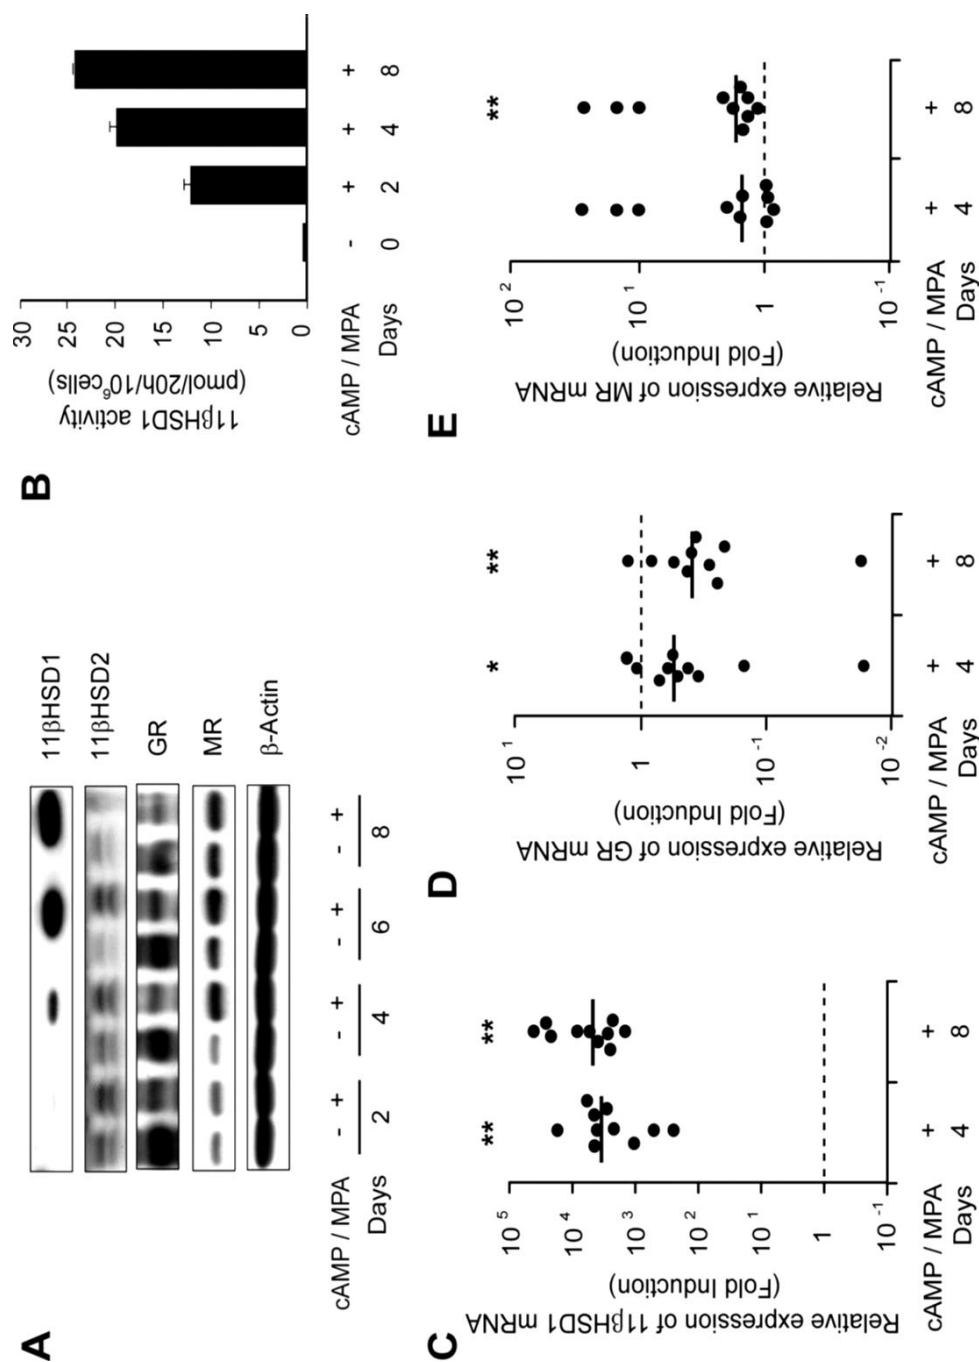 A
11βHSD1
11βHSD2
GR
MR
β-Actin
cAMP / MPA - + - + - + - +
Days 2 4 6 8
B
11βHSD1 activity
(pmol/20h/10⁶cells)
30
25
20
15
10
5
0
cAMP / MPA - + + +
Days 0 2 4 8
C
Relative expression of 11βHSD1 mRNA
(Fold Induction)
10⁵
10⁴
10³
10²
10¹
1
10⁻¹
** **
cAMP / MPA + +
Days 4 8
D
Relative expression of GR mRNA
(Fold Induction)
10¹
1
10⁻¹
10⁻²
* **
cAMP / MPA + +
Days 4 8
E
Relative expression of MR mRNA
(Fold Induction)
10²
10¹
1
10⁻¹
**
cAMP / MPA + +
Days 4 8